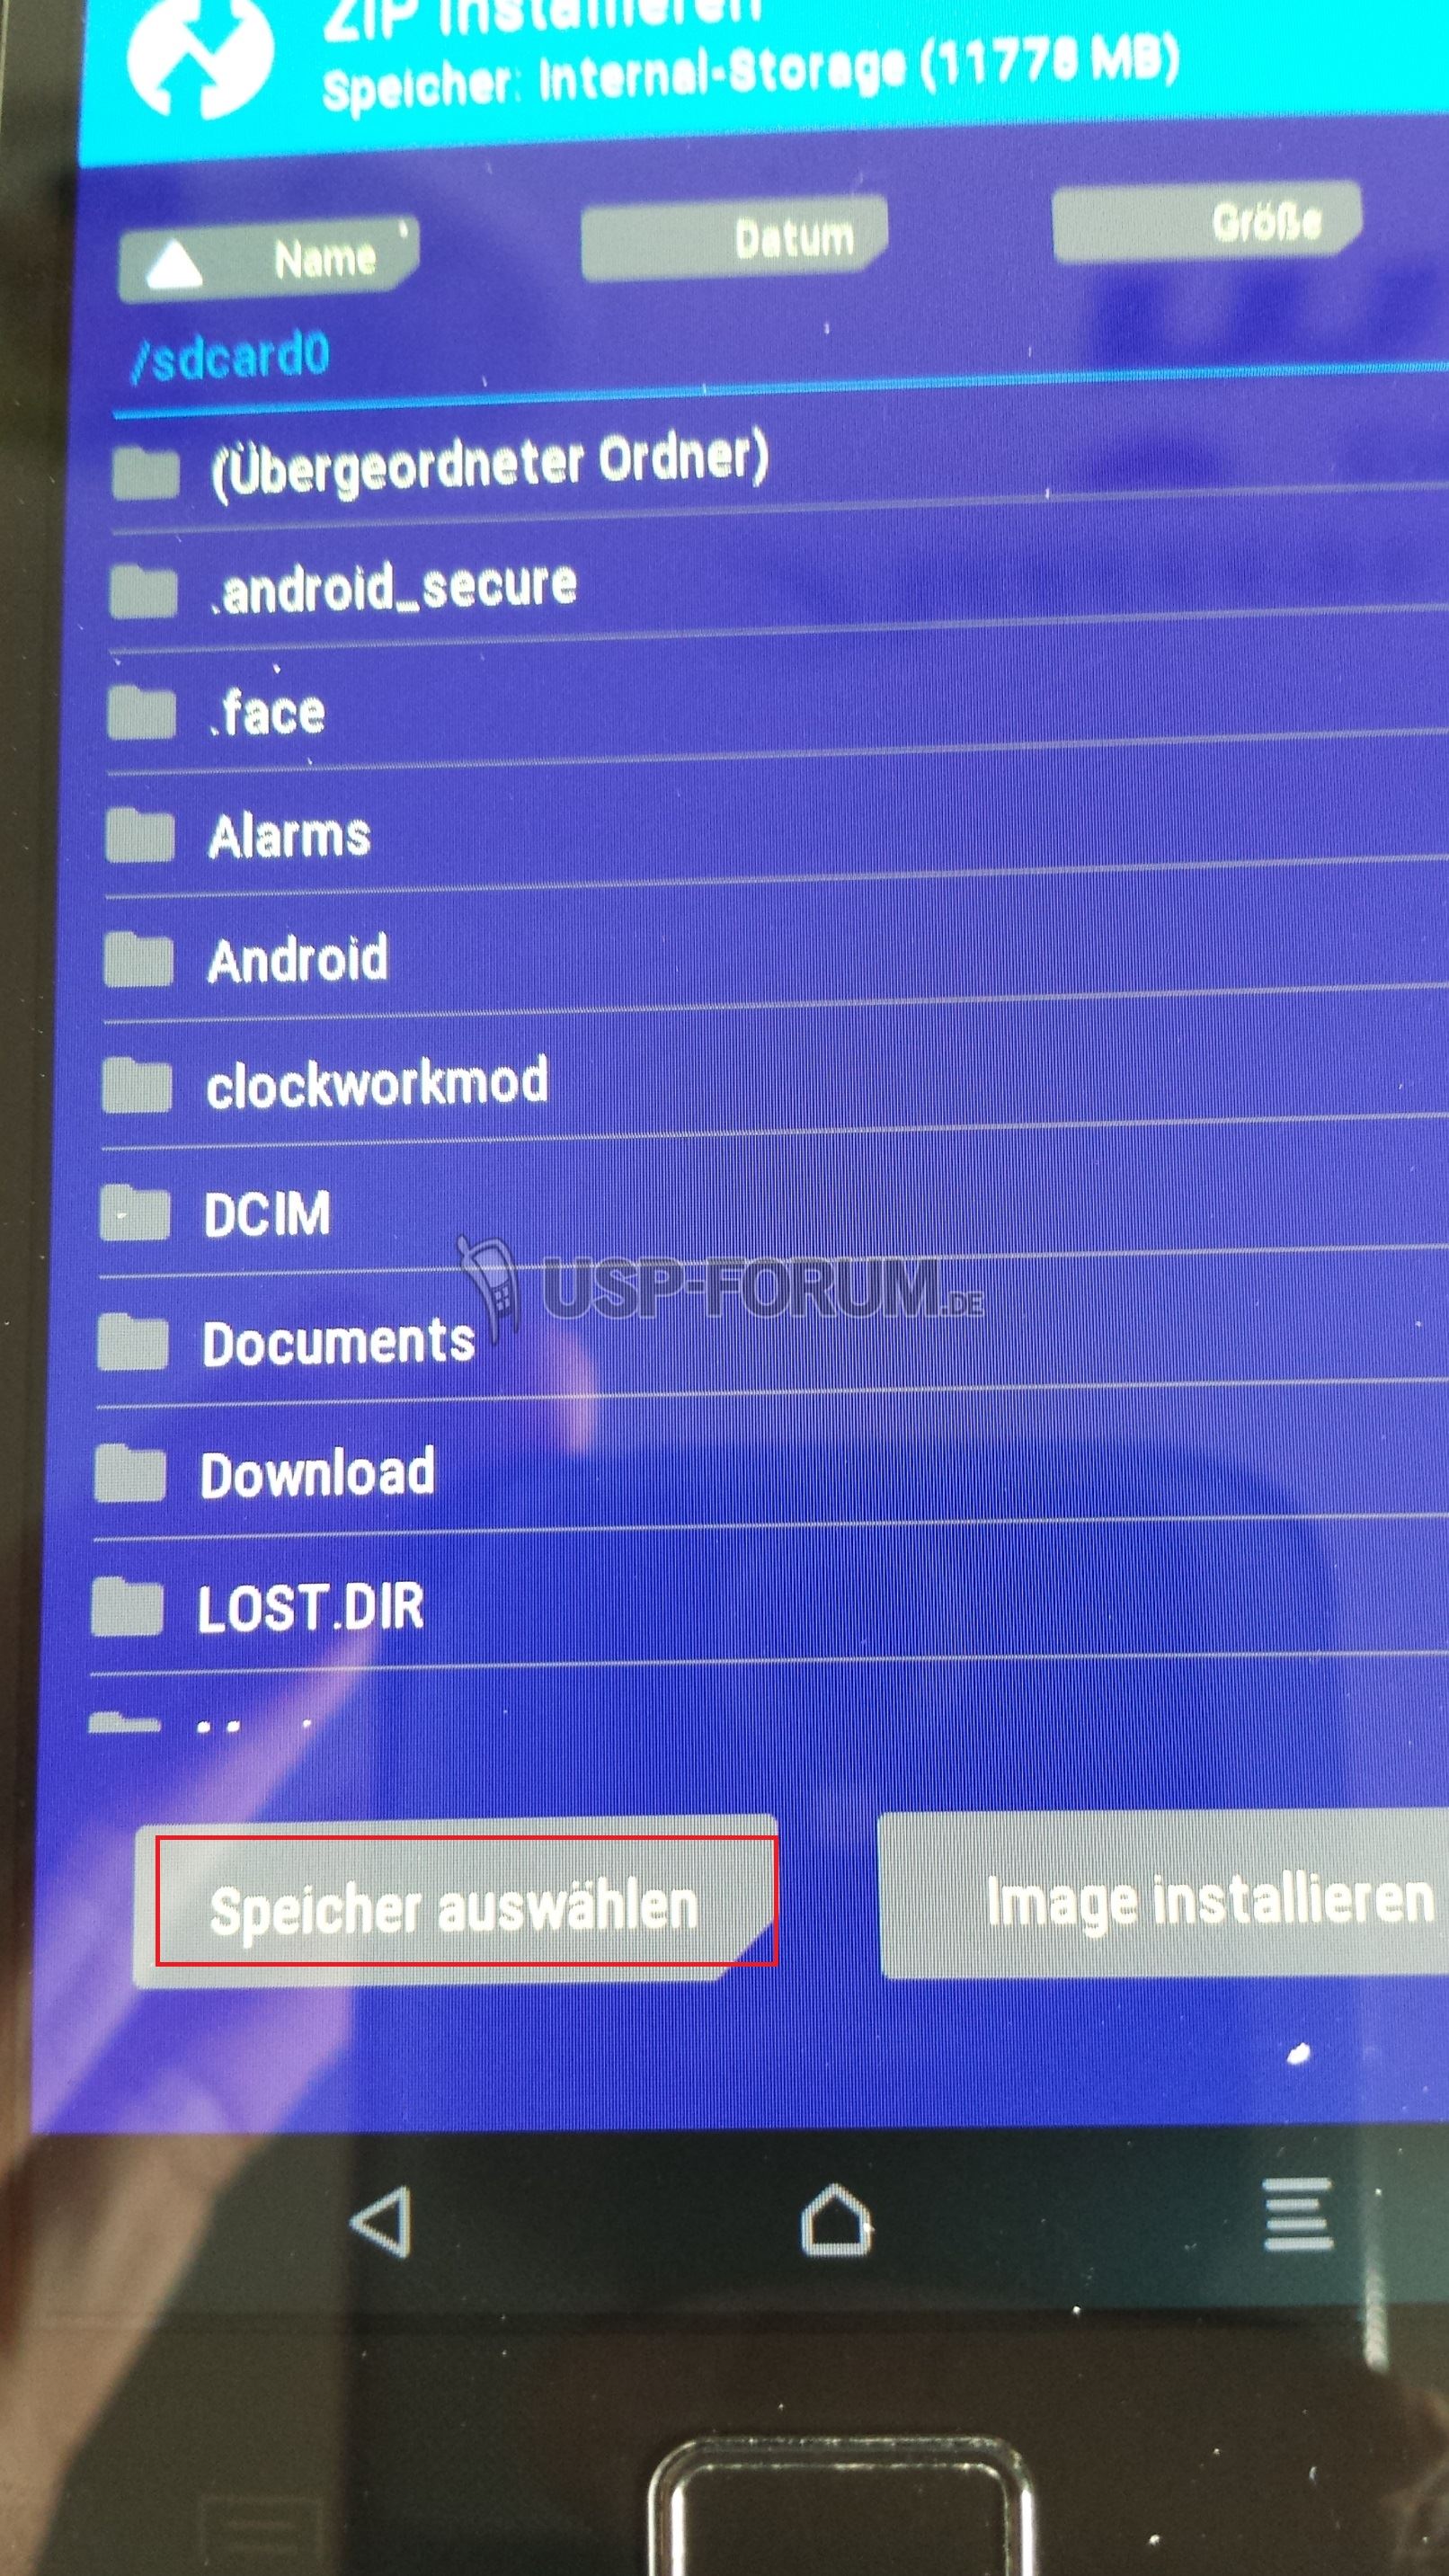 ZIP installieren
Speicher: Internal-Storage (11778 MB)
Name
Datum
Größe
/sdcard0
(Übergeordneter Ordner)
.android_secure
.face
Alarms
Android
clockworkmod
DCIM
USP-FORUM.DE
Documents
Download
LOST.DIR
Speicher auswählen
Image installieren